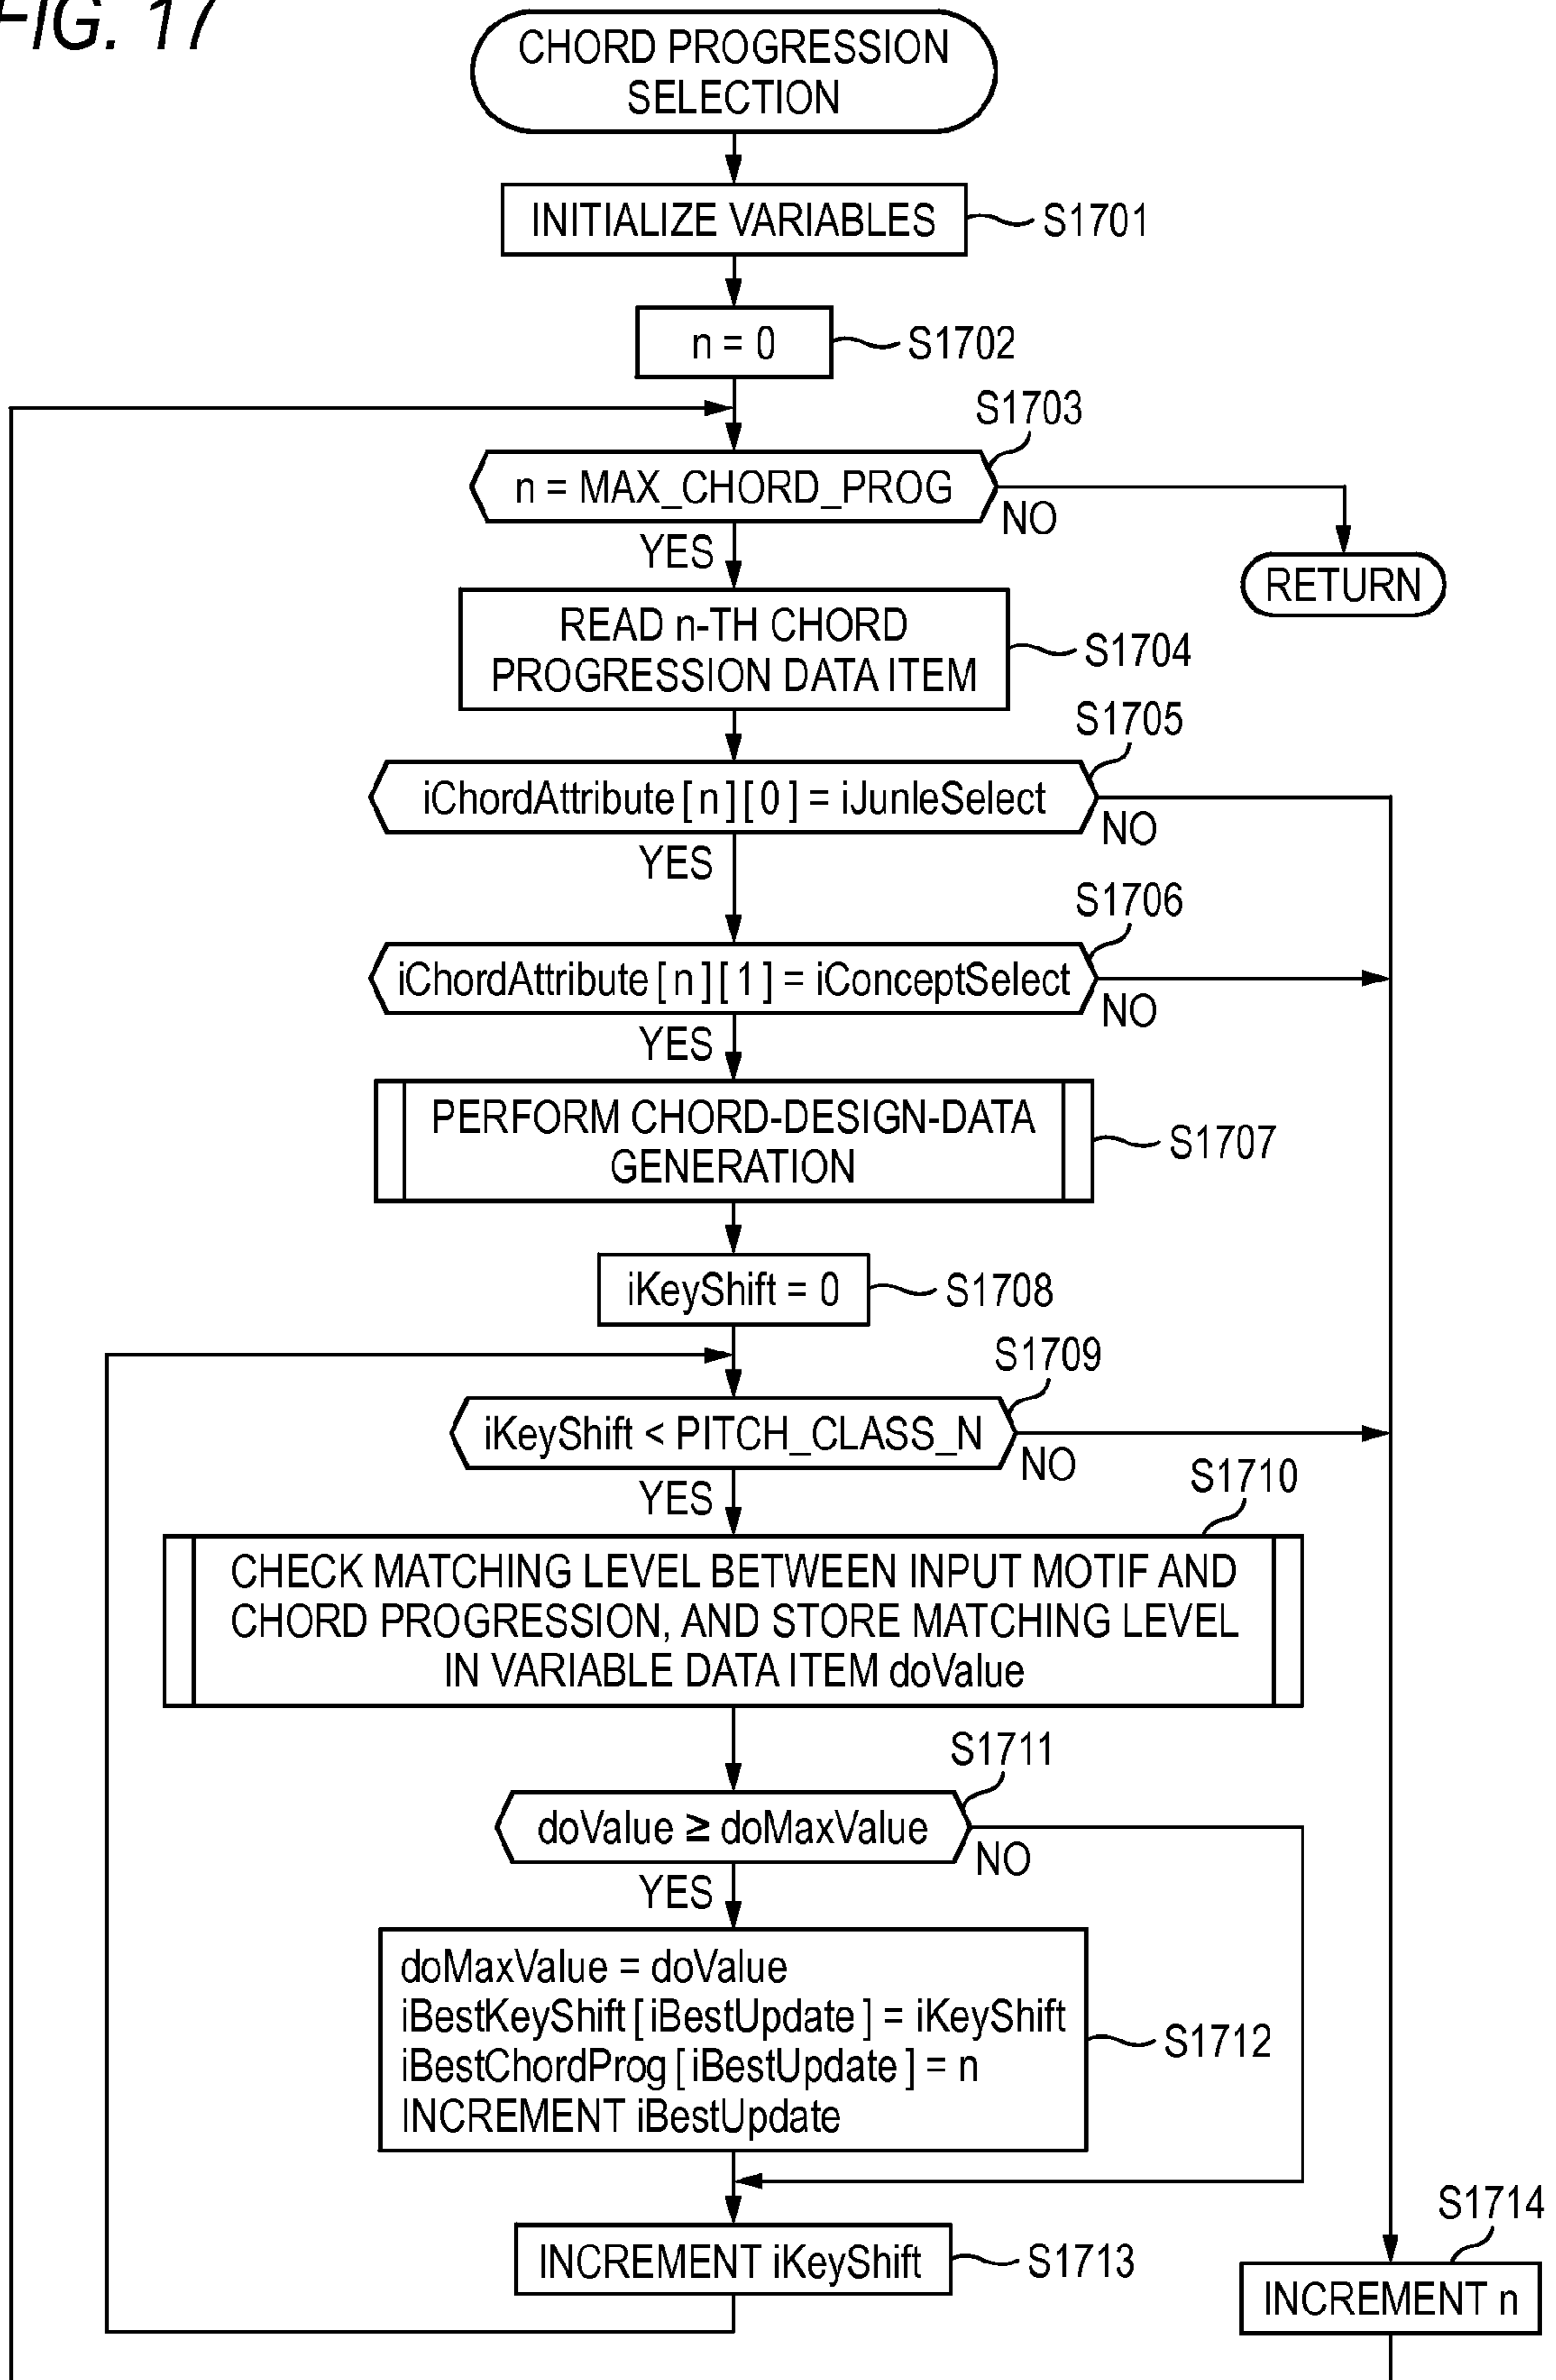 FIG. 17
CHORD PROGRESSION
SELECTION
INITIALIZE VARIABLES
S1701
n = 0
S1702
S1703
n = MAX_CHORD_PROG
NO
YES
RETURN
READ n-TH CHORD
PROGRESSION DATA ITEM
S1704
S1705
iChordAttribute[n][0] = iJunleSelect
NO
YES
S1706
iChordAttribute[n][1] = iConceptSelect
NO
YES
PERFORM CHORD-DESIGN-DATA
GENERATION
S1707
iKeyShift = 0
S1708
S1709
iKeyShift < PITCH_CLASS_N
NO
YES
S1710
CHECK MATCHING LEVEL BETWEEN INPUT MOTIF AND
CHORD PROGRESSION, AND STORE MATCHING LEVEL
IN VARIABLE DATA ITEM doValue
S1711
doValue ≥ doMaxValue
NO
YES
doMaxValue = doValue
iBestKeyShift[iBestUpdate] = iKeyShift
iBestChordProg[iBestUpdate] = n
INCREMENT iBestUpdate
S1712
INCREMENT iKeyShift
S1713
S1714
INCREMENT n